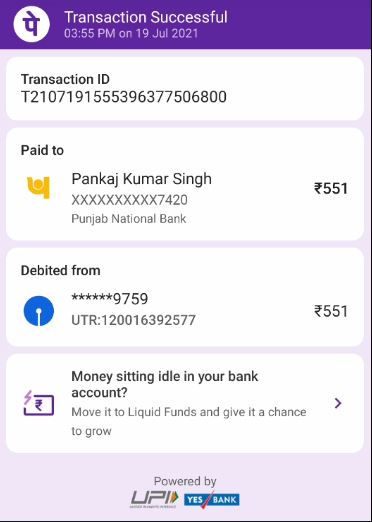 पे
Transaction Successful
03:55 PM on 19 Jul 2021
Transaction ID
T2107191555396377506800
Paid to
Pankaj Kumar Singh
₹551
XXXXXXXXXX7420
Punjab National Bank
Debited from
******9759
₹551
UTR:120016392577
Money sitting idle in your bank
account?
Move it to Liquid Funds and give it a chance
to grow
Powered by
UPI YES BANK